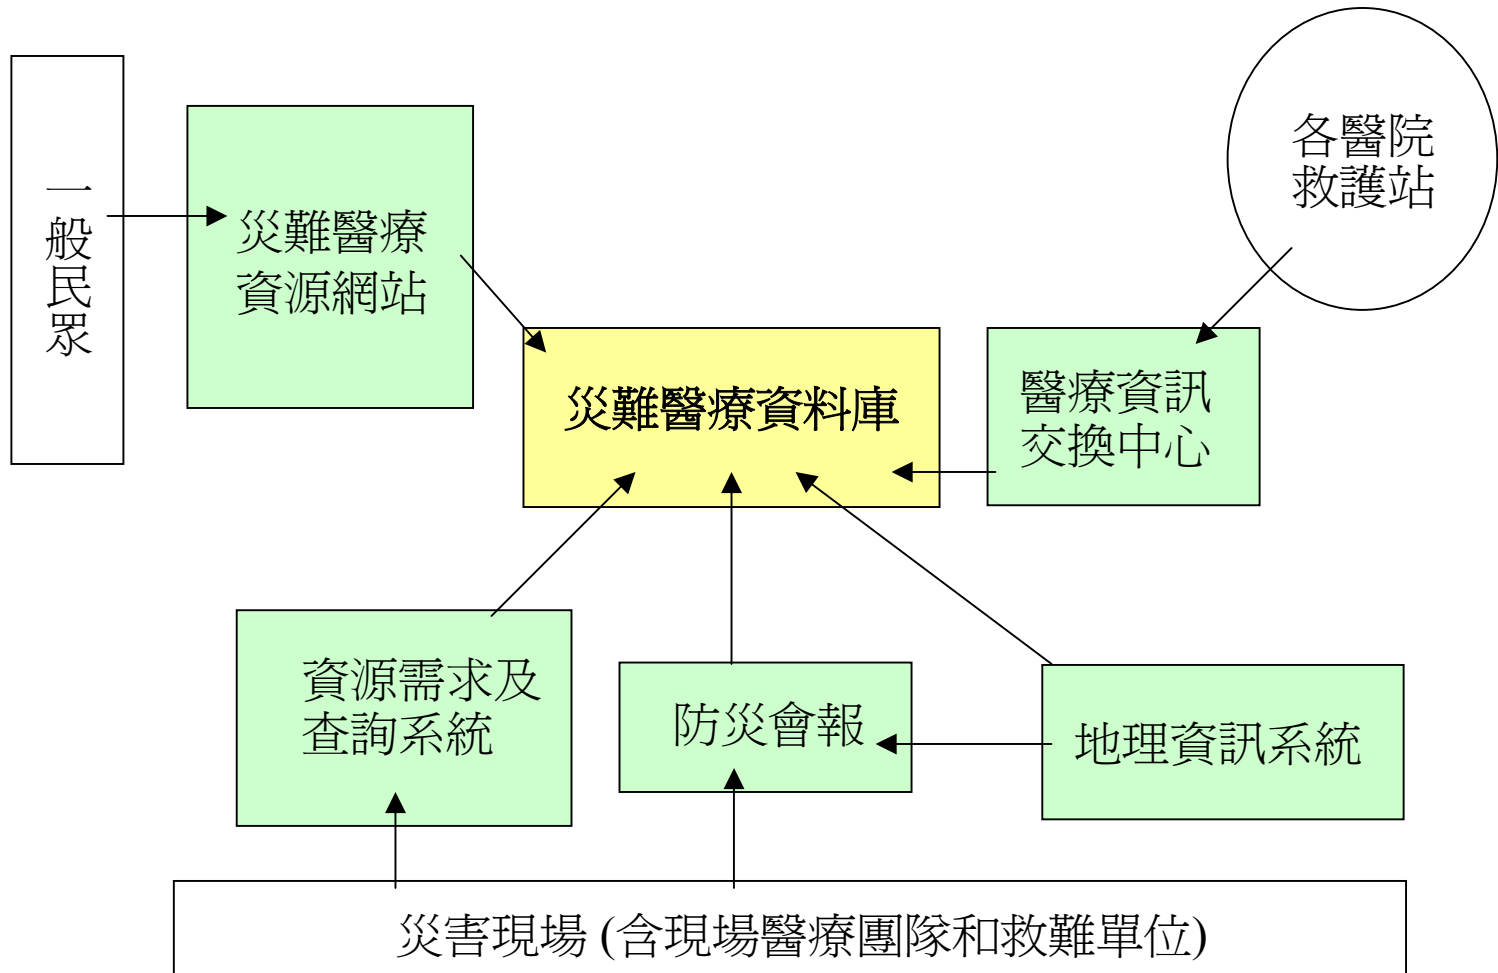 一般民眾
災難醫療
資源網站
各醫院
救護站
災難醫療資料庫
醫療資訊
交換中心
資源需求及
查詢系統
防災會報
地理資訊系統
災害現場 (含現場醫療團隊和救難單位)